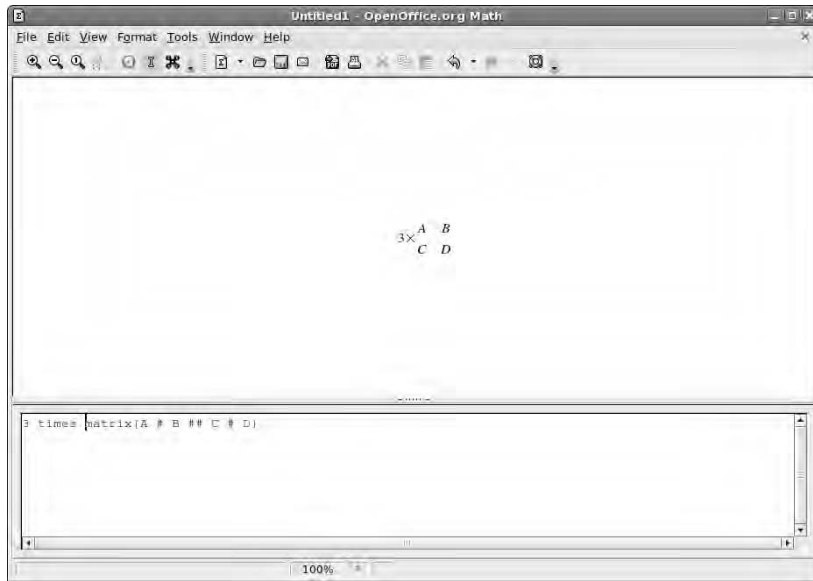 Untitled1 - OpenOffice.org Math
File Edit View Format Tools Window Help
3× A B
C D
3 times matrix{A # B ## C # D}
100%